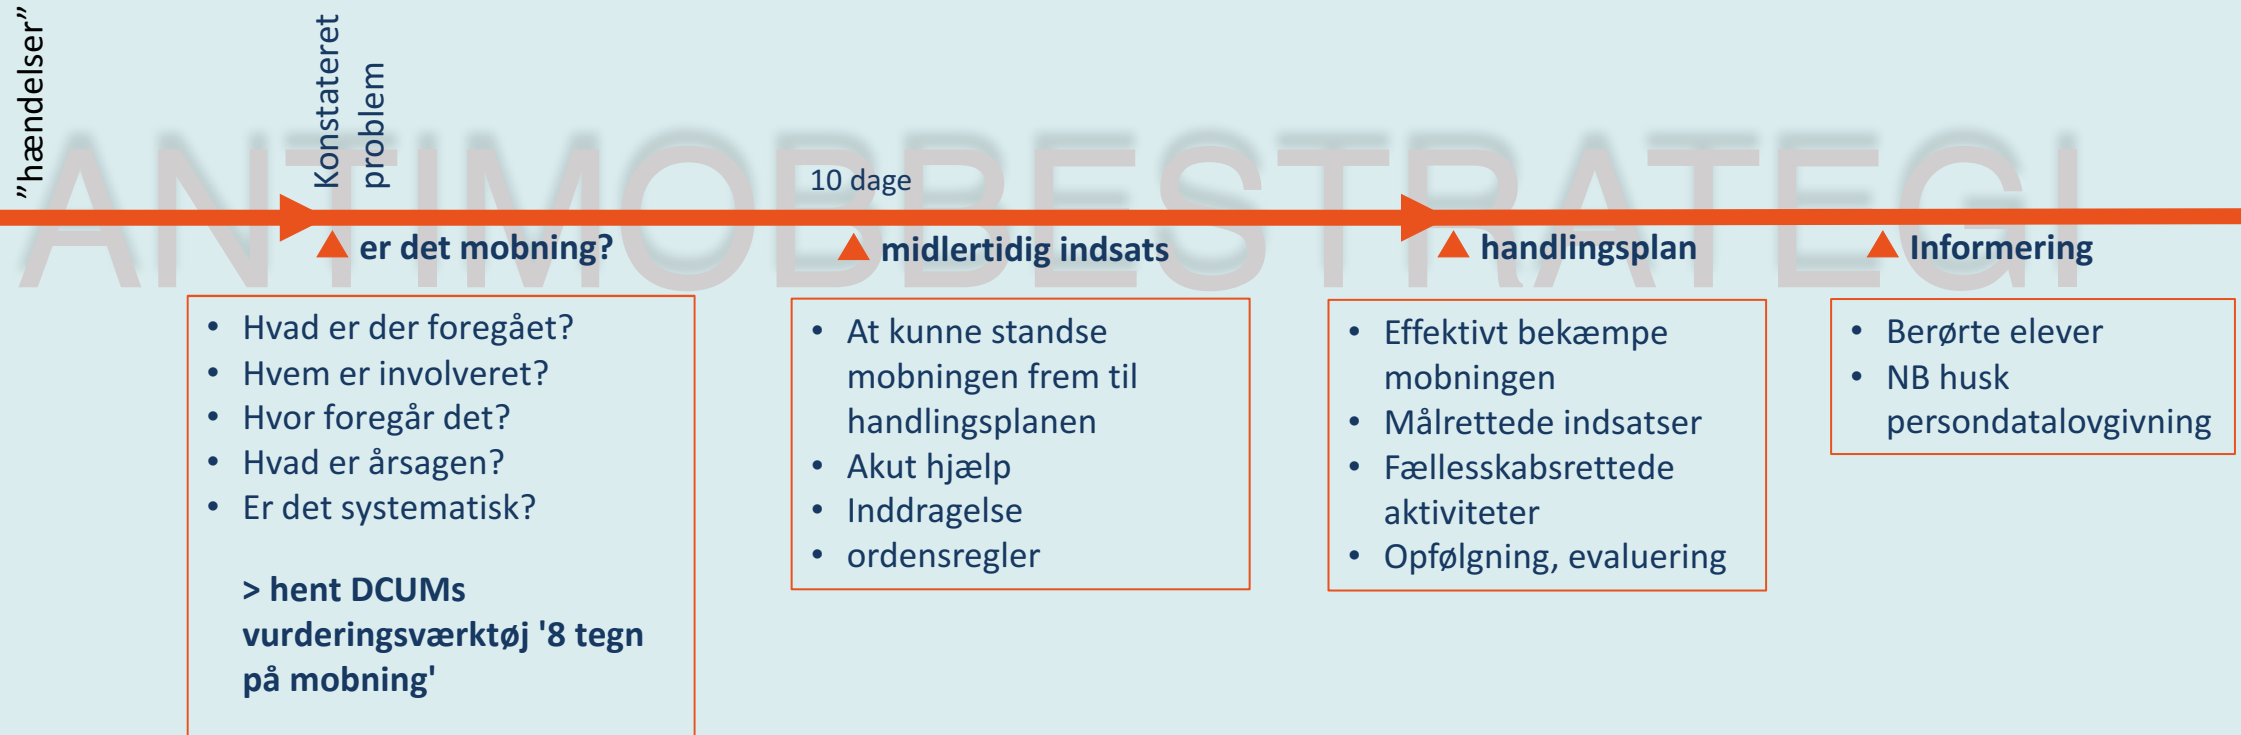 ”hændelser”
Konstateret
problem
ANTIMOBBESTRATEGI
10 dage
er det mobning?
midlertidig indsats
handlingsplan
Informering
• Hvad er der foregået?
• Hvem er involveret?
• Hvor foregår det?
• Hvad er årsagen?
• Er det systematisk?
> hent DCUMs
vurderingsværktøj '8 tegn
på mobning'
• At kunne standse
mobningen frem til
handlingsplanen
• Akut hjælp
• Inddragelse
• ordensregler
• Effektivt bekæmpe
mobningen
• Målrettede indsatser
• Fællesskabsrettede
aktiviteter
• Opfølgning, evaluering
• Berørte elever
• NB husk
persondatalovgivning